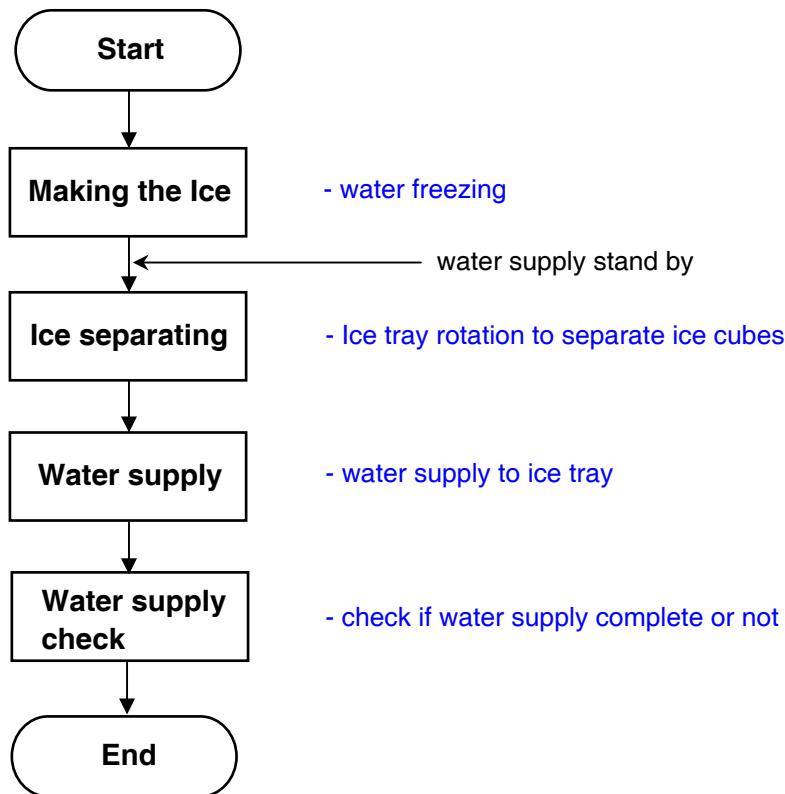 Start
Making the Ice
- water freezing
water supply stand by
Ice separating
- Ice tray rotation to separate ice cubes
Water supply
- water supply to ice tray
Water supply
check
- check if water supply complete or not
End